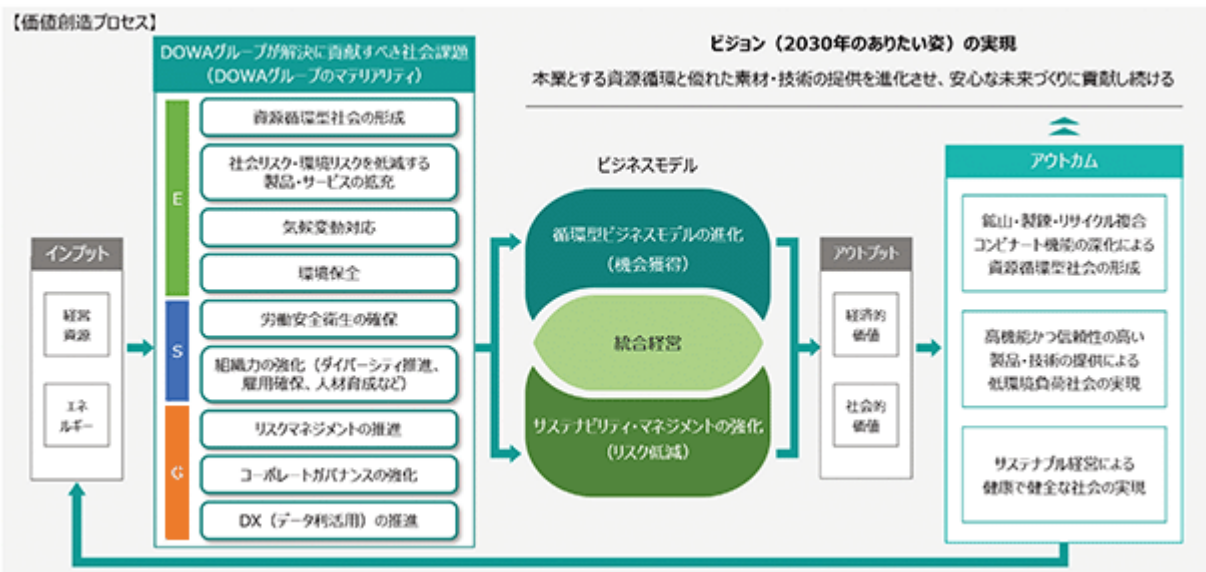 【価値創造プロセス】
DOWAグループが解決に貢献すべき社会課題
（DOWAグループのマテリアリティ）
ビジョン（2030年のありたい姿）の実現
本業とする資源循環と優れた素材・技術の提供を進化させ、安心な未来づくりに貢献し続ける
インプット
経営
資源
エネ
ルギー
E
資源循環型社会の形成
社会リスク・環境リスクを低減する
製品・サービスの拡充
気候変動対応
環境保全
S
労働安全衛生の確保
組織力の強化（ダイバーシティ推進、
雇用確保、人材育成など）
G
リスクマネジメントの推進
コーポレートガバナンスの強化
DX（データ利活用）の推進
ビジネスモデル
循環型ビジネスモデルの進化
（機会獲得）
統合経営
サステナビリティ・マネジメントの強化
（リスク低減）
アウトプット
経済的
価値
社会的
価値
アウトカム
鉱山・製錬・リサイクル複合
コンビナート機能の深化による
資源循環型社会の形成
高機能かつ信頼性の高い
製品・技術の提供による
低環境負荷社会の実現
サステナブル経営による
健康で健全な社会の実現